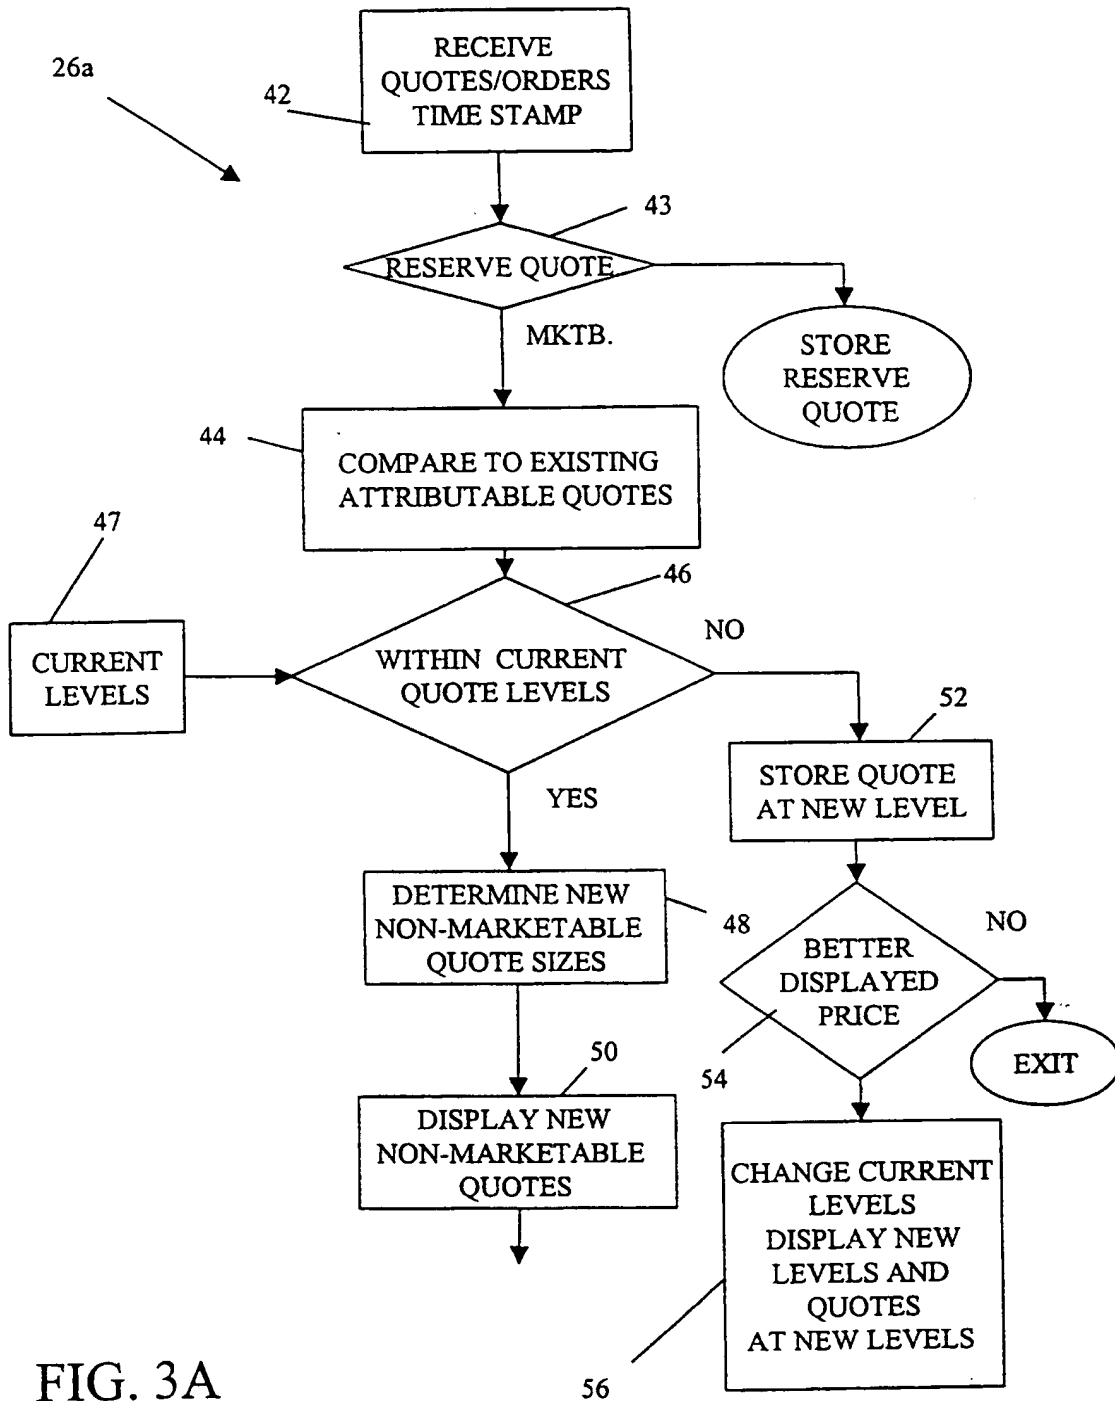 RECEIVE
QUOTES/ORDERS
TIME STAMP
26a
42
43
RESERVE QUOTE
MKTB.
STORE
RESERVE
QUOTE
44
COMPARE TO EXISTING
ATTRIBUTABLE QUOTES
47
46
NO
CURRENT
LEVELS
WITHIN CURRENT
QUOTE LEVELS
52
STORE QUOTE
AT NEW LEVEL
YES
DETERMINE NEW
NON-MARKETABLE
QUOTE SIZES
48
NO
BETTER
DISPLAYED
PRICE
54
EXIT
50
DISPLAY NEW
NON-MARKETABLE
QUOTES
CHANGE CURRENT
LEVELS
DISPLAY NEW
LEVELS AND
QUOTES
AT NEW LEVELS
56
FIG. 3A